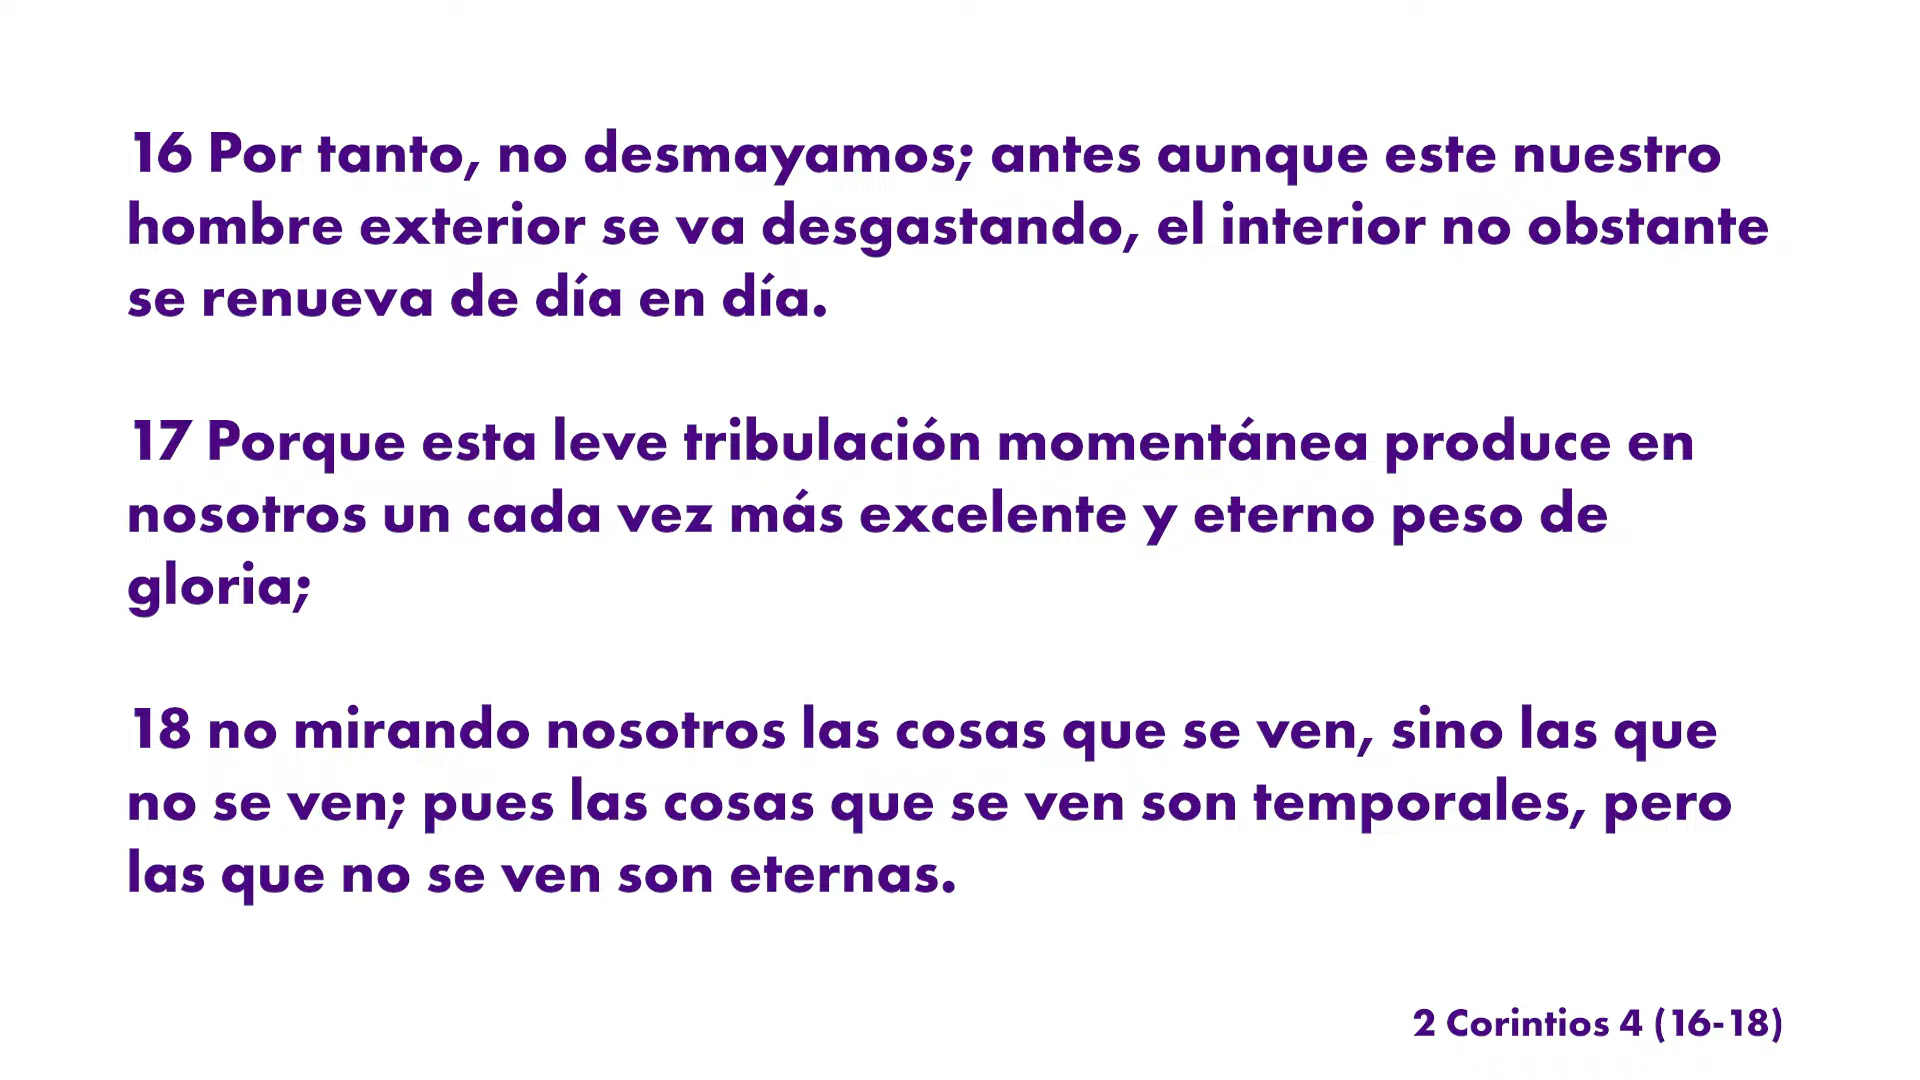 16 Por tanto, no desmayamos; antes aunque este nuestro
hombre exterior se va desgastando, el interior no obstante
se renueva de día en día.
17 Porque esta leve tribulación momentánea produce en
nosotros un cada vez más excelente y eterno peso de
gloria;
18 no mirando nosotros las cosas que se ven, sino las que
no se ven; pues las cosas que se ven son temporales, pero
las que no se ven son eternas.
2 Corintios 4 (16-18)